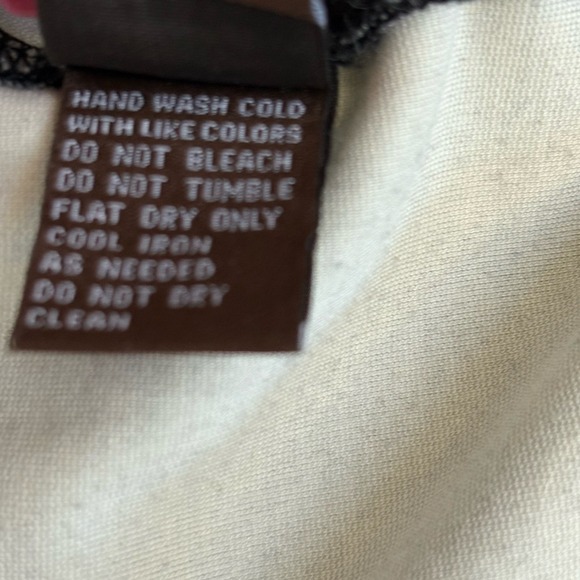 HAND WASH COLD
WITH LIKE COLORS
DO NOT BLEACH
DO NOT TUMBLE
FLAT DRY ONLY
COOL IRON
AS NEEDED
DO NOT DRY
CLEAN